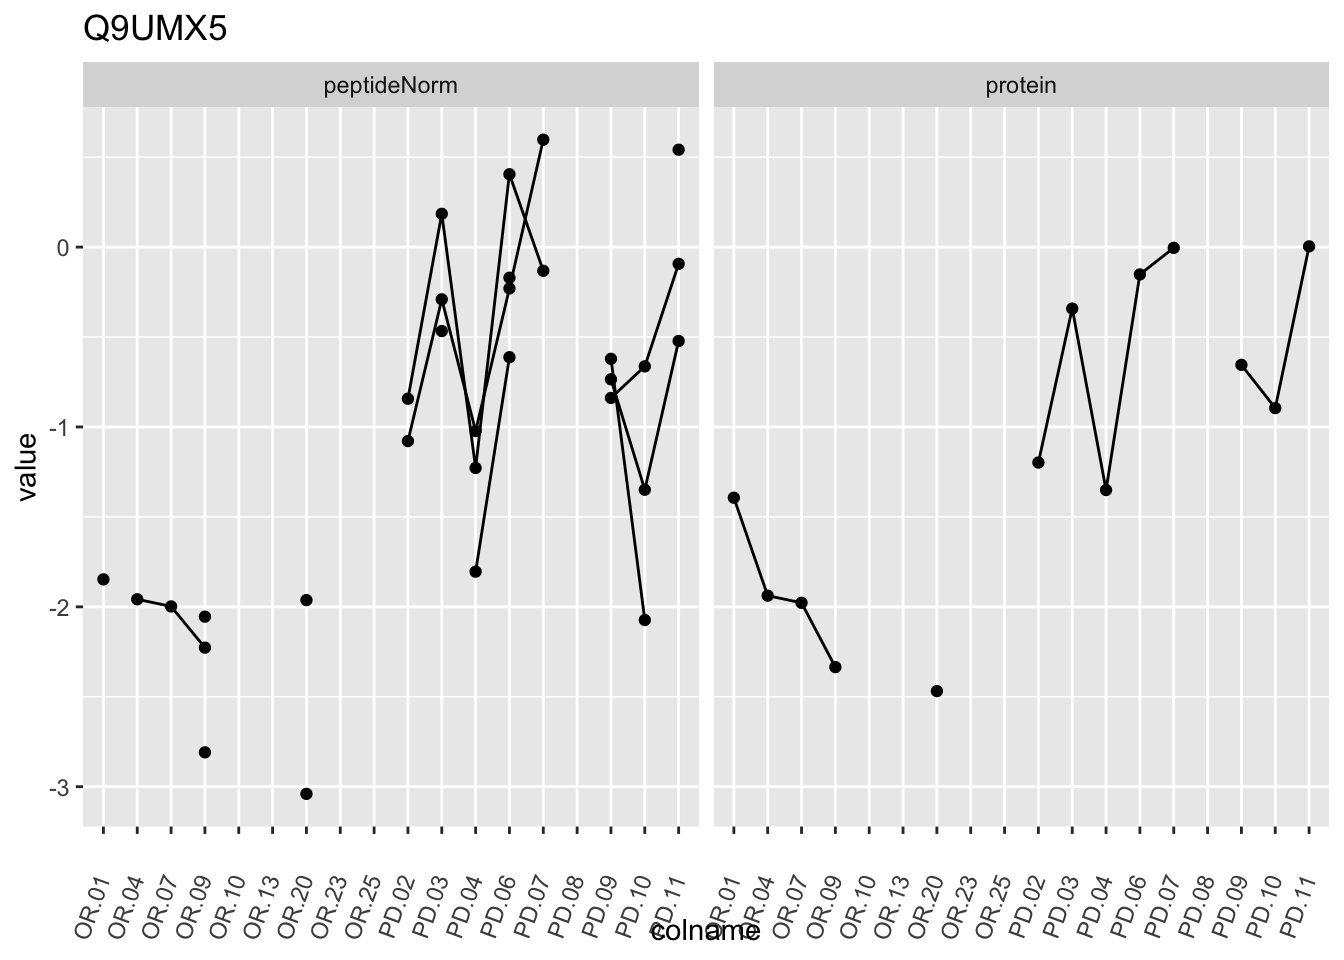 Q9UMX5
peptideNorm
protein
value
0
-1
-2
-3
OR.01
OR.04
OR.07
OR.09
OR.10
OR.13
OR.20
OR.23
OR.25
PD.02
PD.03
PD.04
PD.06
PD.07
PD.08
PD.09
PD.10
PD.11
OR.01
OR.04
OR.07
OR.09
OR.10
OR.13
OR.20
OR.23
OR.25
PD.02
PD.03
PD.04
PD.06
PD.07
PD.08
PD.09
PD.10
PD.11
colname